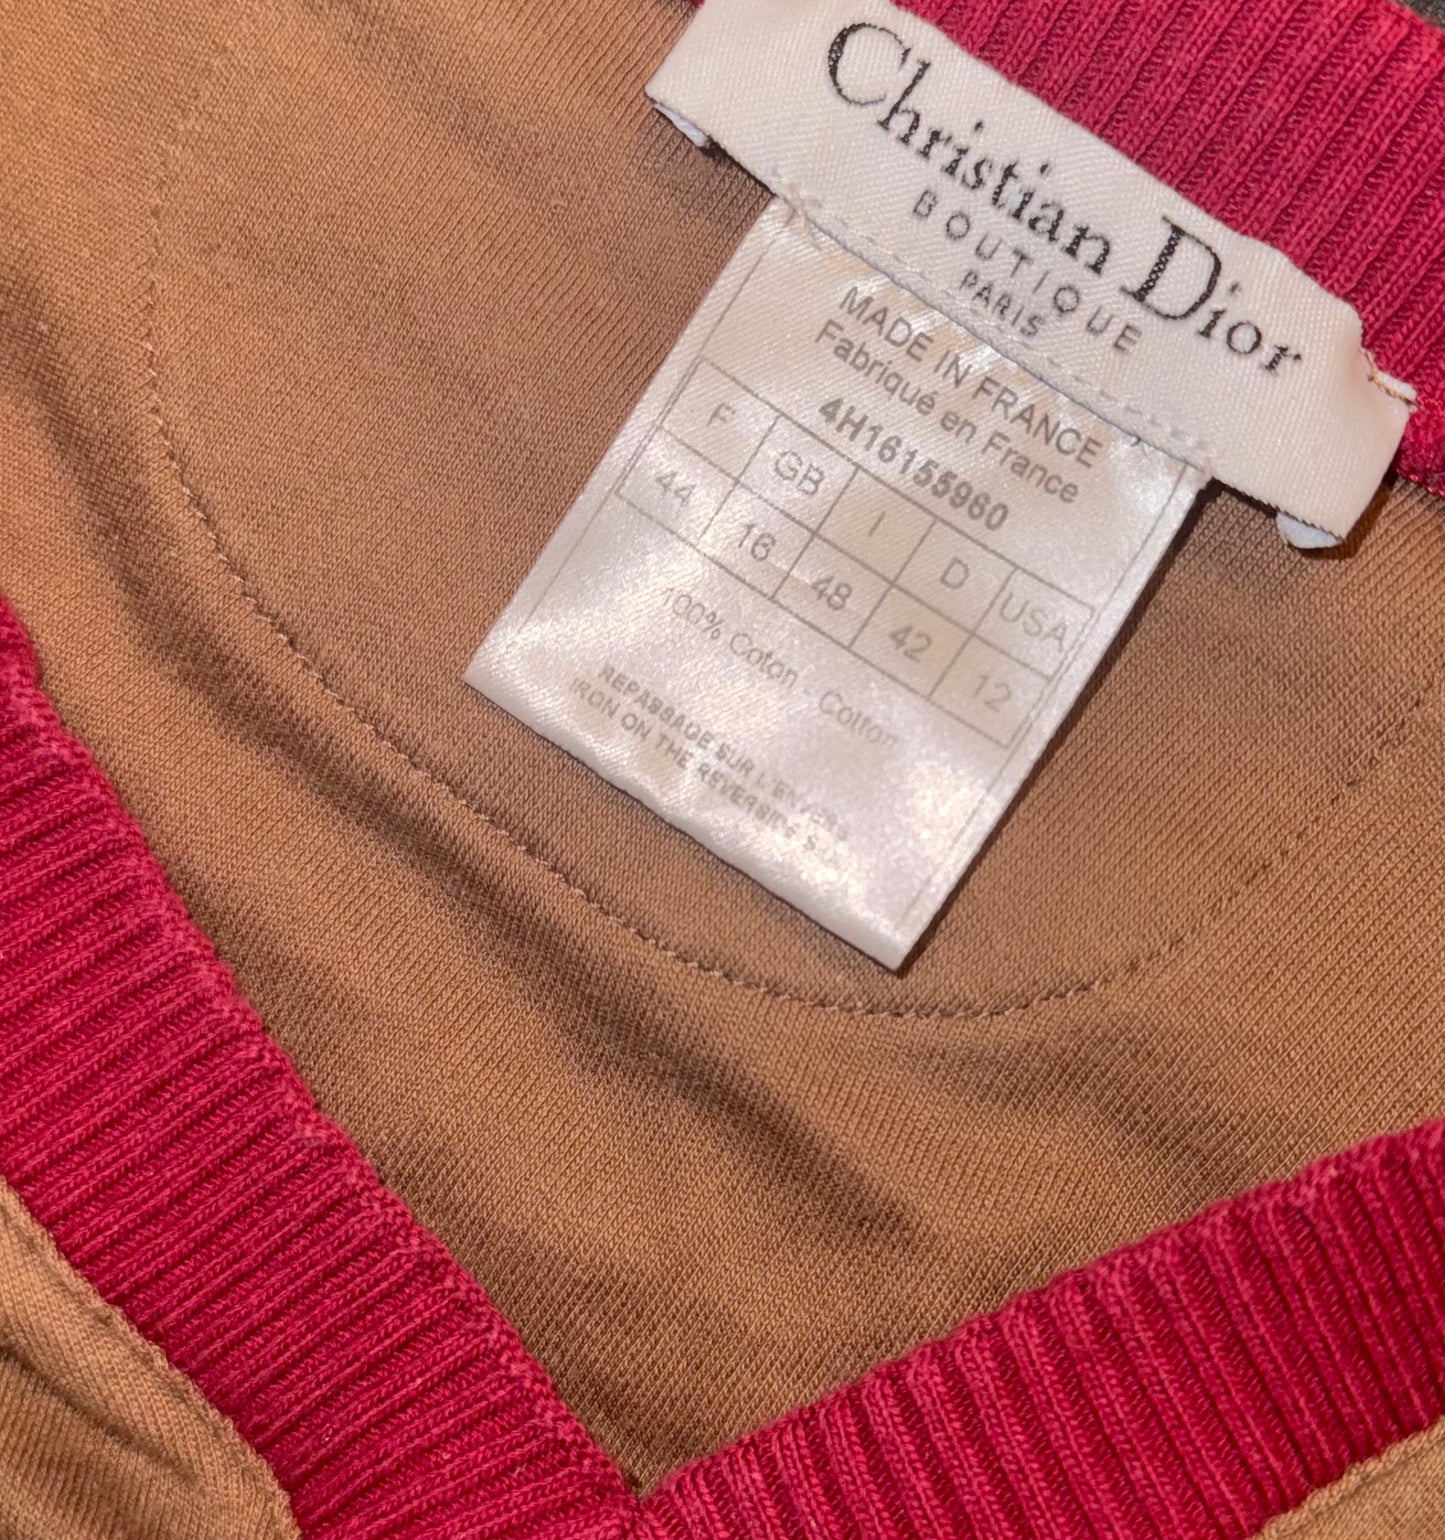 Christian Dior
BOUTIQUE
PARIS
MADE IN FRANCE
Fabriqué en France
4H16155960
F GB I D USA
44 16 48 42 12
100% Coton - Cotton
REPASSAGE SUR L'ENVERS
IRON ON THE REVERSING